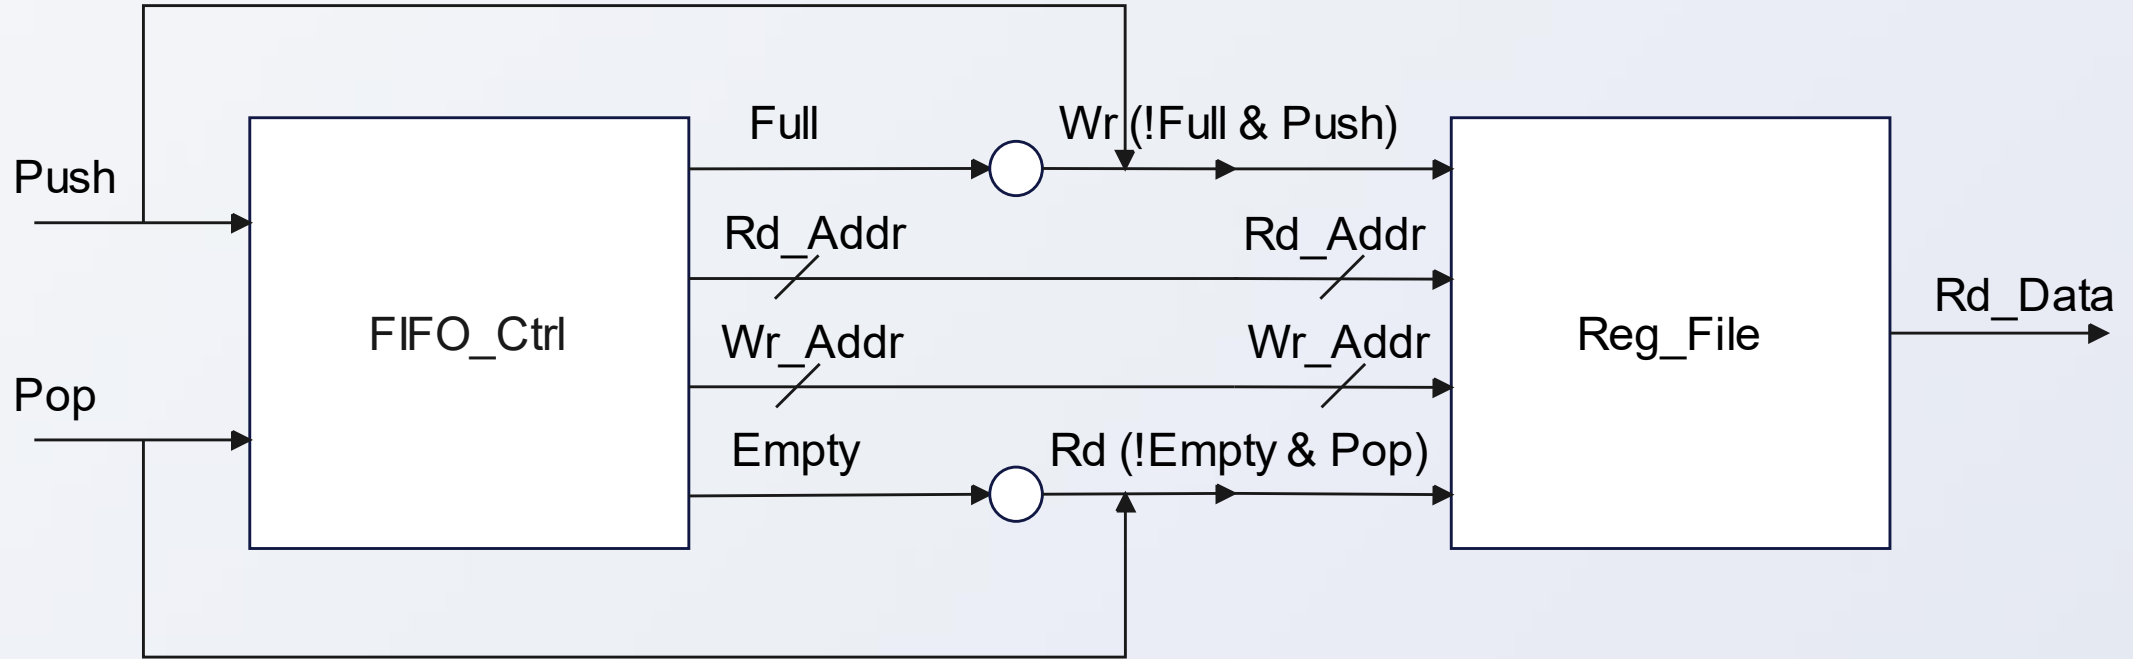 Full
Wr (!Full & Push)
Push
Rd_Addr
Rd_Addr
Rd_Data
FIFO_Ctrl
Reg_File
Wr_Addr
Wr_Addr
Pop
Empty
Rd (!Empty & Pop)